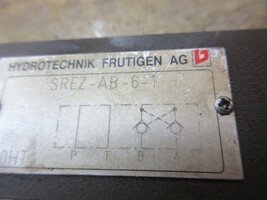 HYDROTECHNIK FRUTIGEN AG
SREZ-AB-6-1
P T B A